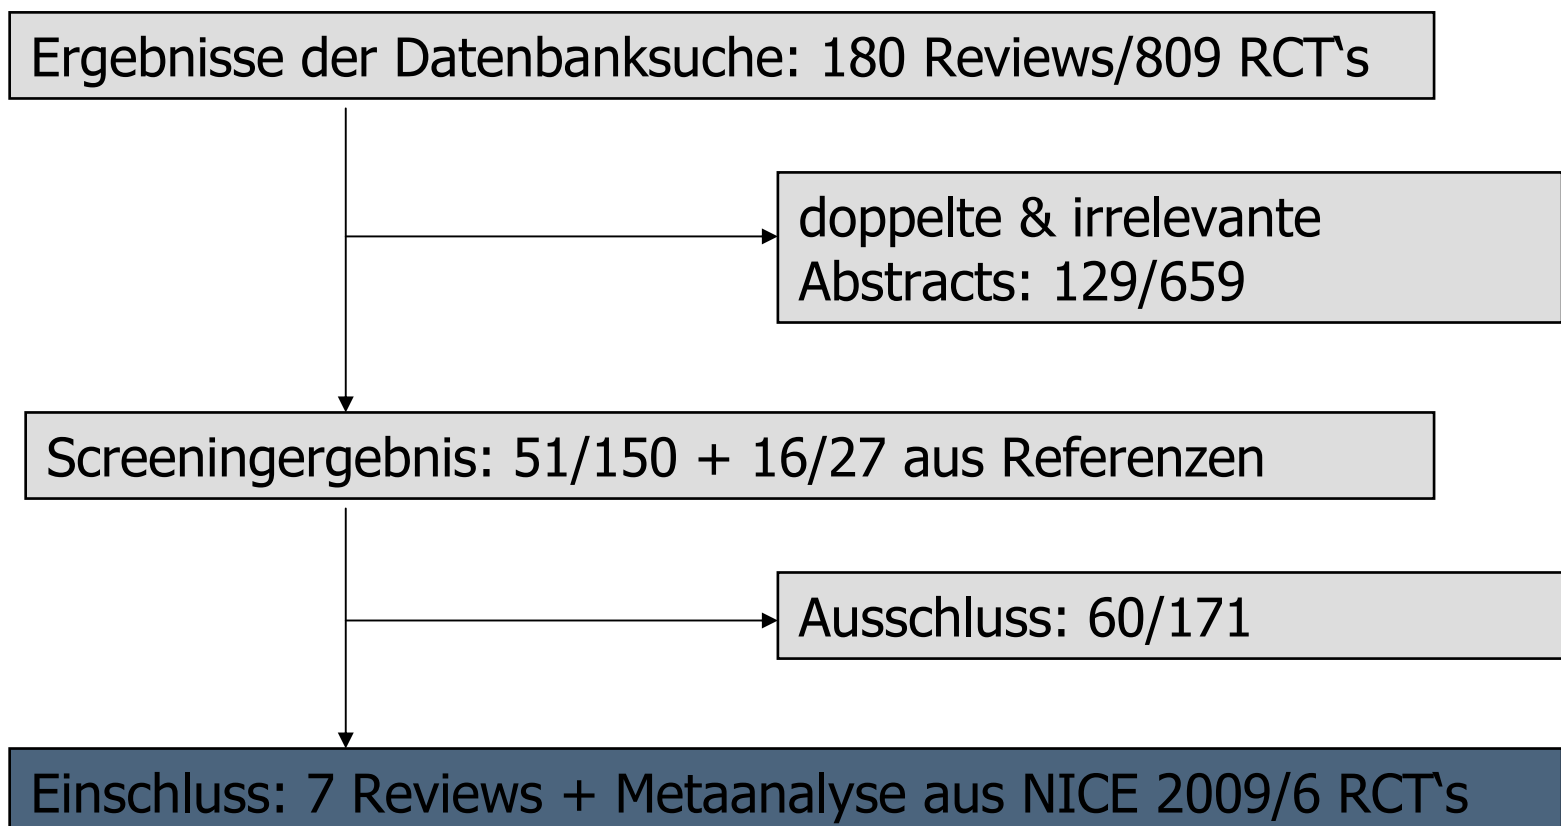 Ergebnisse der Datenbanksuche: 180 Reviews/809 RCT‘s
doppelte & irrelevante
Abstracts: 129/659
Screeningergebnis: 51/150 + 16/27 aus Referenzen
Ausschluss: 60/171
Einschluss: 7 Reviews + Metaanalyse aus NICE 2009/6 RCT‘s